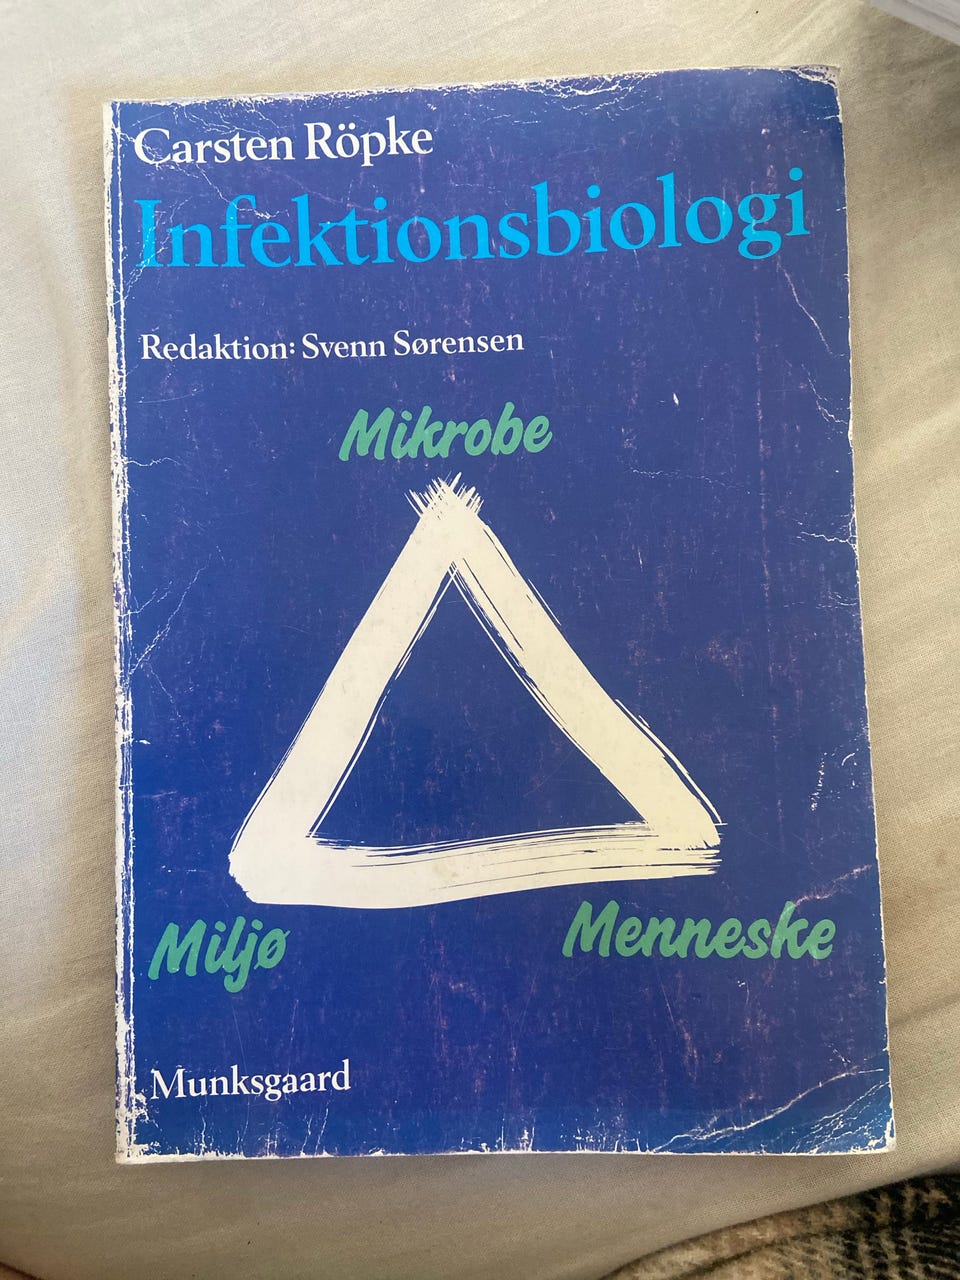 Carsten Röpke
Infektionsbiologi
Redaktion: Svenn Sørensen
Mikrobe
Miljø
Menneske
Munksgaard